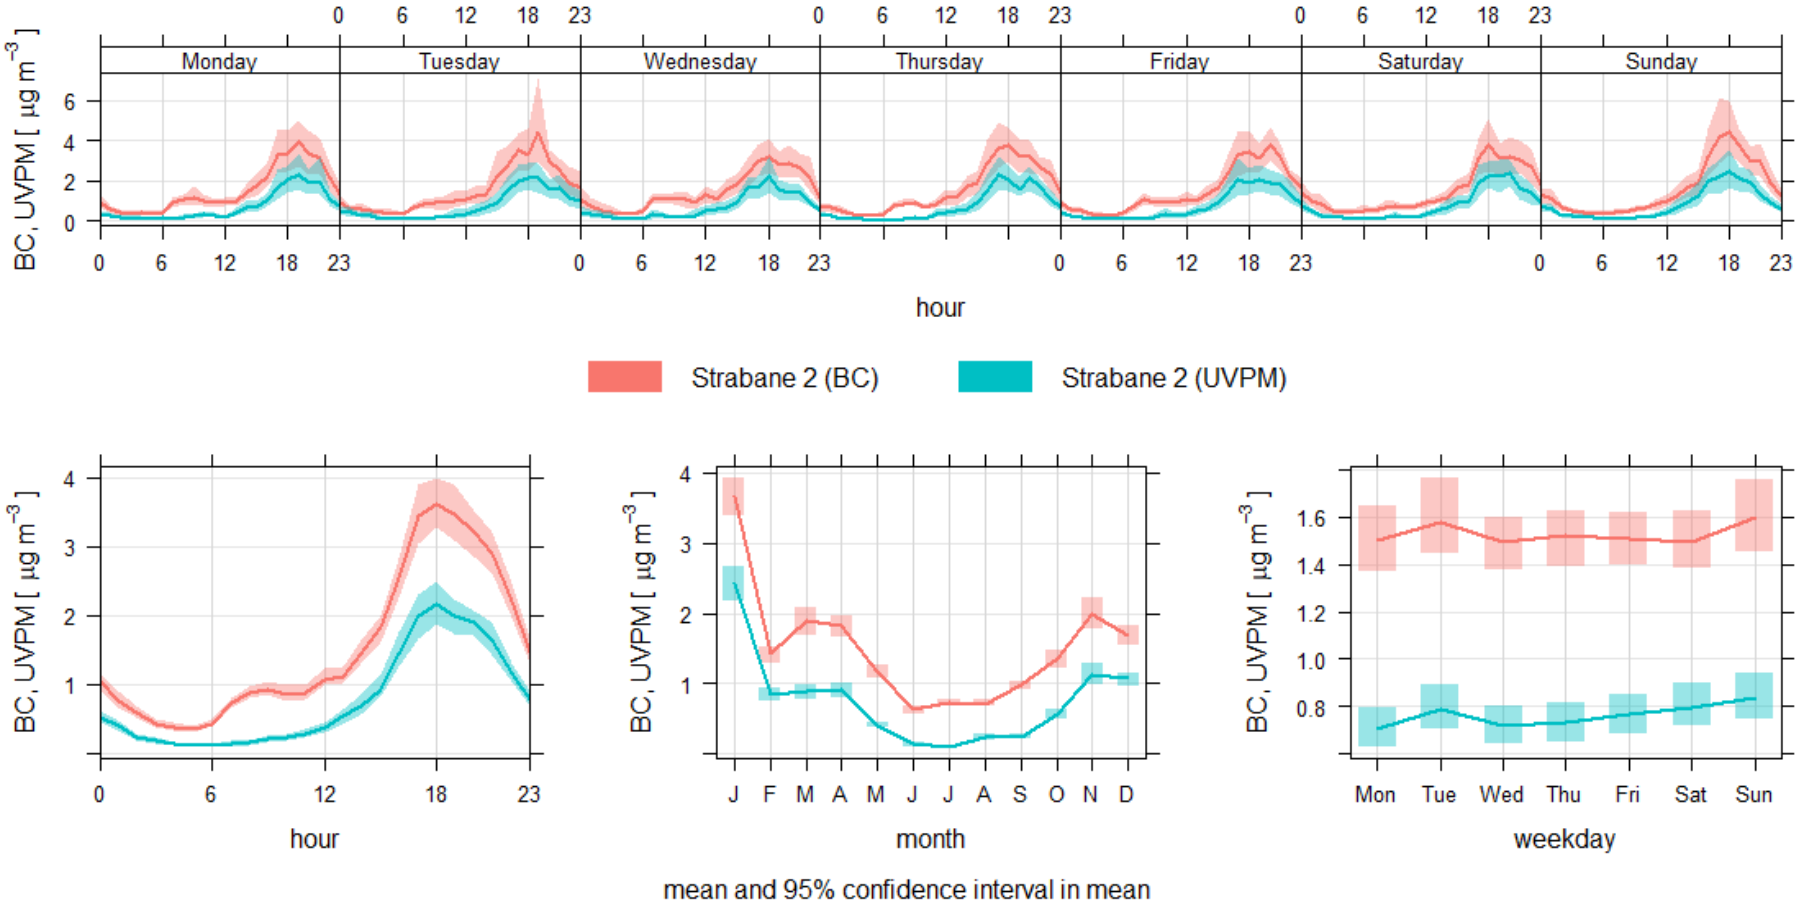 0 6 12 18 23 0 6 12 18 23 0 6 12 18 23
Monday Tuesday Wednesday Thursday Friday Saturday Sunday
BC, UVPM [ µg m⁻³ ]
6
4
2
0
0 6 12 18 23 0 6 12 18 23 0 6 12 18 23 0 6 12 18 23
hour
Strabane 2 (BC) Strabane 2 (UVPM)
BC, UVPM [ µg m⁻³ ]
4
3
2
1
0 6 12 18 23
hour
BC, UVPM [ µg m⁻³ ]
4
3
2
1
J F M A M J J A S O N D
month
BC, UVPM [ µg m⁻³ ]
1.6
1.4
1.2
1.0
0.8
Mon Tue Wed Thu Fri Sat Sun
weekday
mean and 95% confidence interval in mean